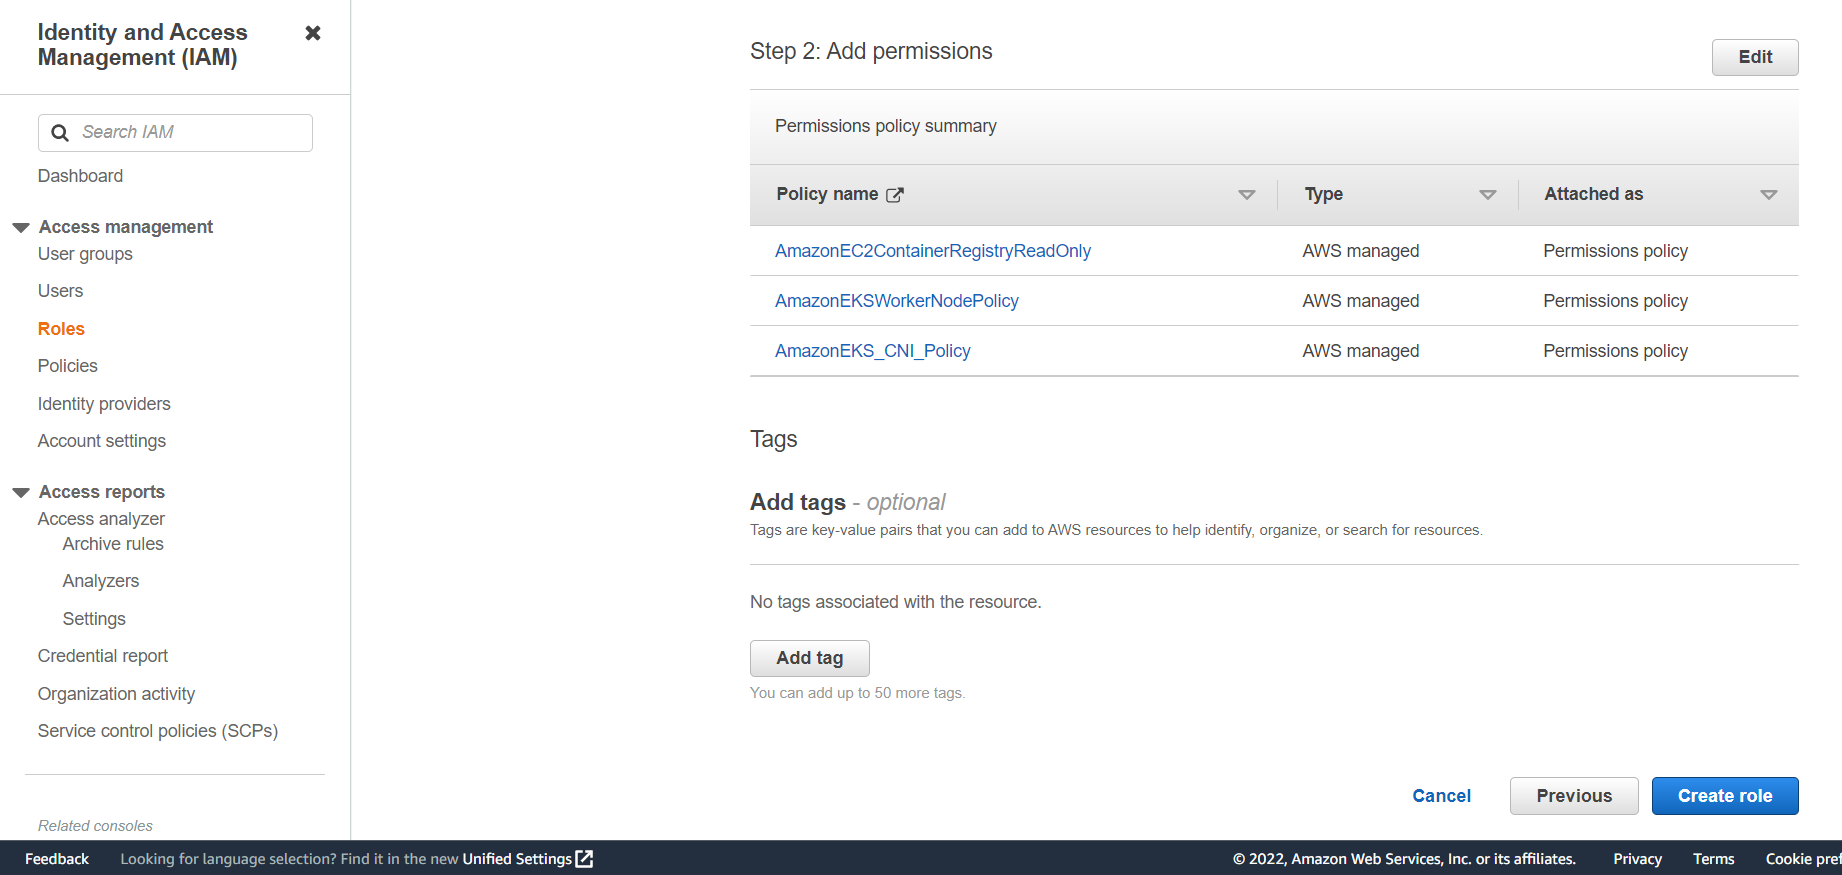 Identity and Access
Management (IAM)
Search IAM
Dashboard
Access management
User groups
Users
Roles
Policies
Identity providers
Account settings
Access reports
Access analyzer
Archive rules
Analyzers
Settings
Credential report
Organization activity
Service control policies (SCPs)
Related consoles
Step 2: Add permissions
Edit
Permissions policy summary
Policy name Type Attached as
AmazonEC2ContainerRegistryReadOnly AWS managed Permissions policy
AmazonEKSWorkerNodePolicy AWS managed Permissions policy
AmazonEKS_CNI_Policy AWS managed Permissions policy
Tags
Add tags - optional
Tags are key-value pairs that you can add to AWS resources to help identify, organize, or search for resources.
No tags associated with the resource.
Add tag
You can add up to 50 more tags.
Cancel Previous Create role
Feedback Looking for language selection? Find it in the new Unified Settings © 2022, Amazon Web Services, Inc. or its affiliates. Privacy Terms Cookie pref